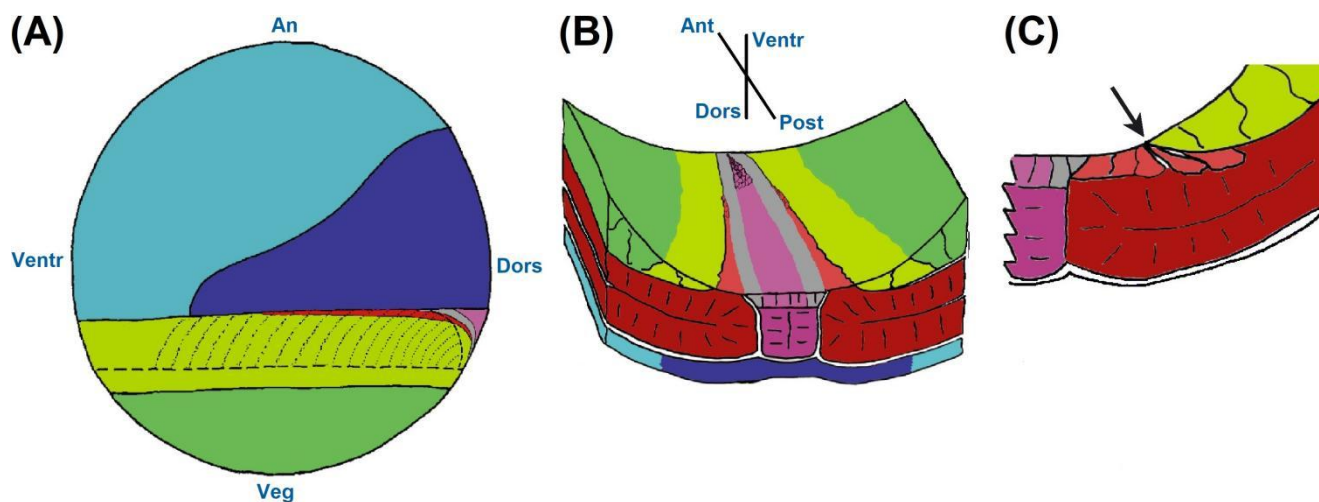 (A)
An
Ventr
Dors
Veg
(B)
Ant
Ventr
Dors
Post
(C)